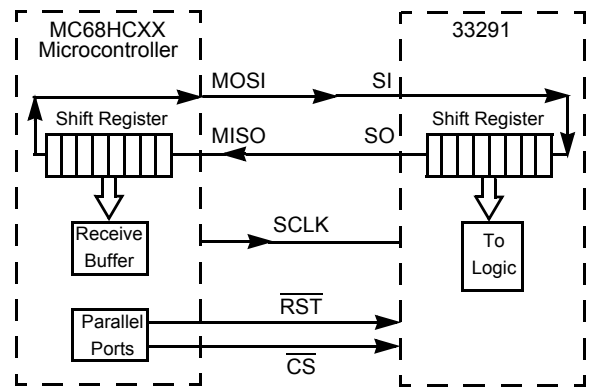 MC68HCXX
Microcontroller
33291
MOSI
SI
Shift Register
Shift Register
MISO
SO
SCLK
Receive
Buffer
To
Logic
RST
Parallel
Ports
CS